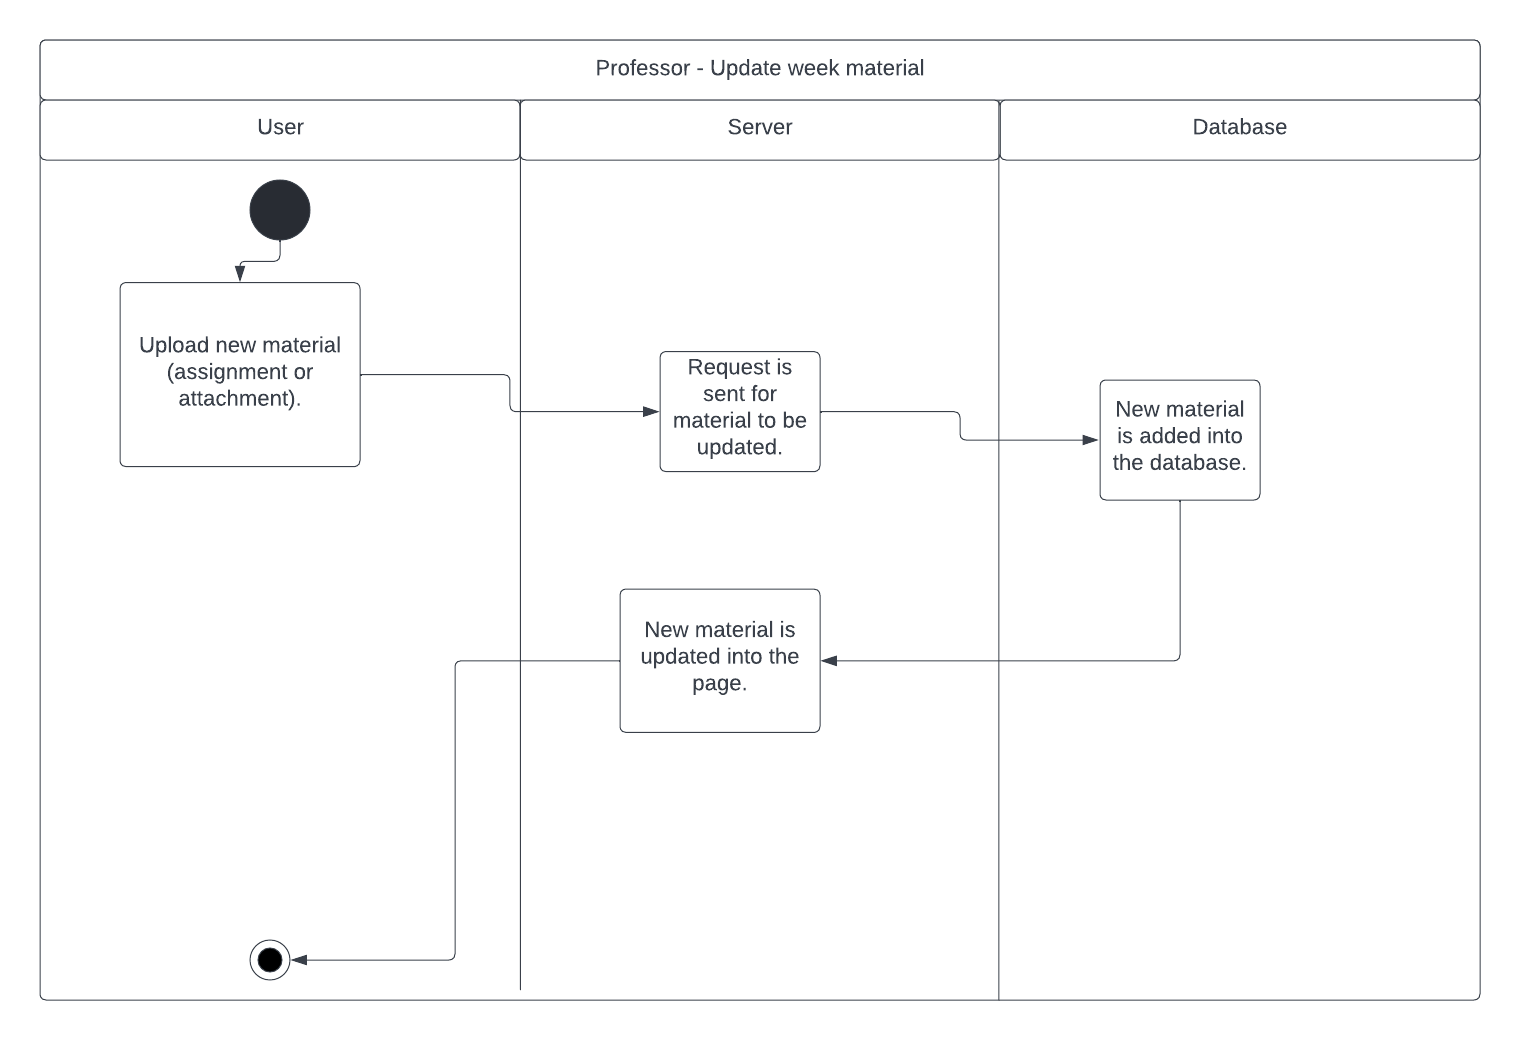 Professor - Update week material
User
Server
Database
Upload new material
(assignment or
attachment).
Request is
sent for
material to be
updated.
New material
is added into
the database.
New material is
updated into the
page.